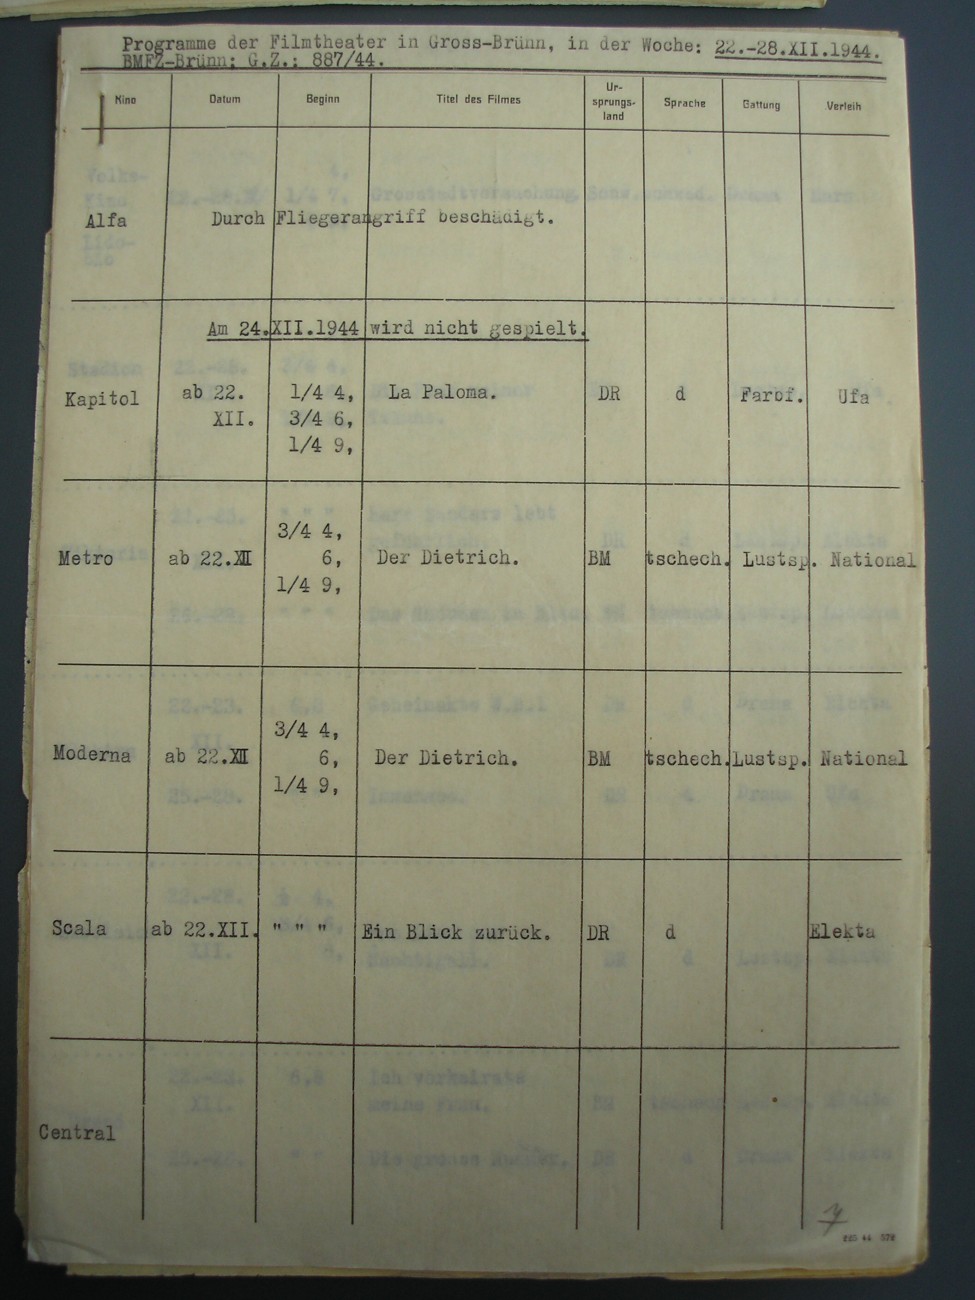 Programme der Filmtheater in Gross-Brünn, in der Woche: 22.-28.XII.1944.
BMFZ-Brünn: G.Z.: 887/44.
Kino Datum Beginn Titel des Filmes Ur-sprungs-land Sprache Gattung Verleih
Alfa Durch Fliegerangriff beschädigt.
Am 24.XII.1944 wird nicht gespielt.
Kapitol ab 22. 1/4 4, La Paloma. DR d Farbf. Ufa
XII. 3/4 6,
1/4 9,
3/4 4,
Metro ab 22.XII 6, Der Dietrich. BM tschech. Lustsp. National
1/4 9,
3/4 4,
Moderna ab 22.XII 6, Der Dietrich. BM tschech. Lustsp. National
1/4 9,
Scala ab 22.XII. " " " Ein Blick zurück. DR d Elekta
Central